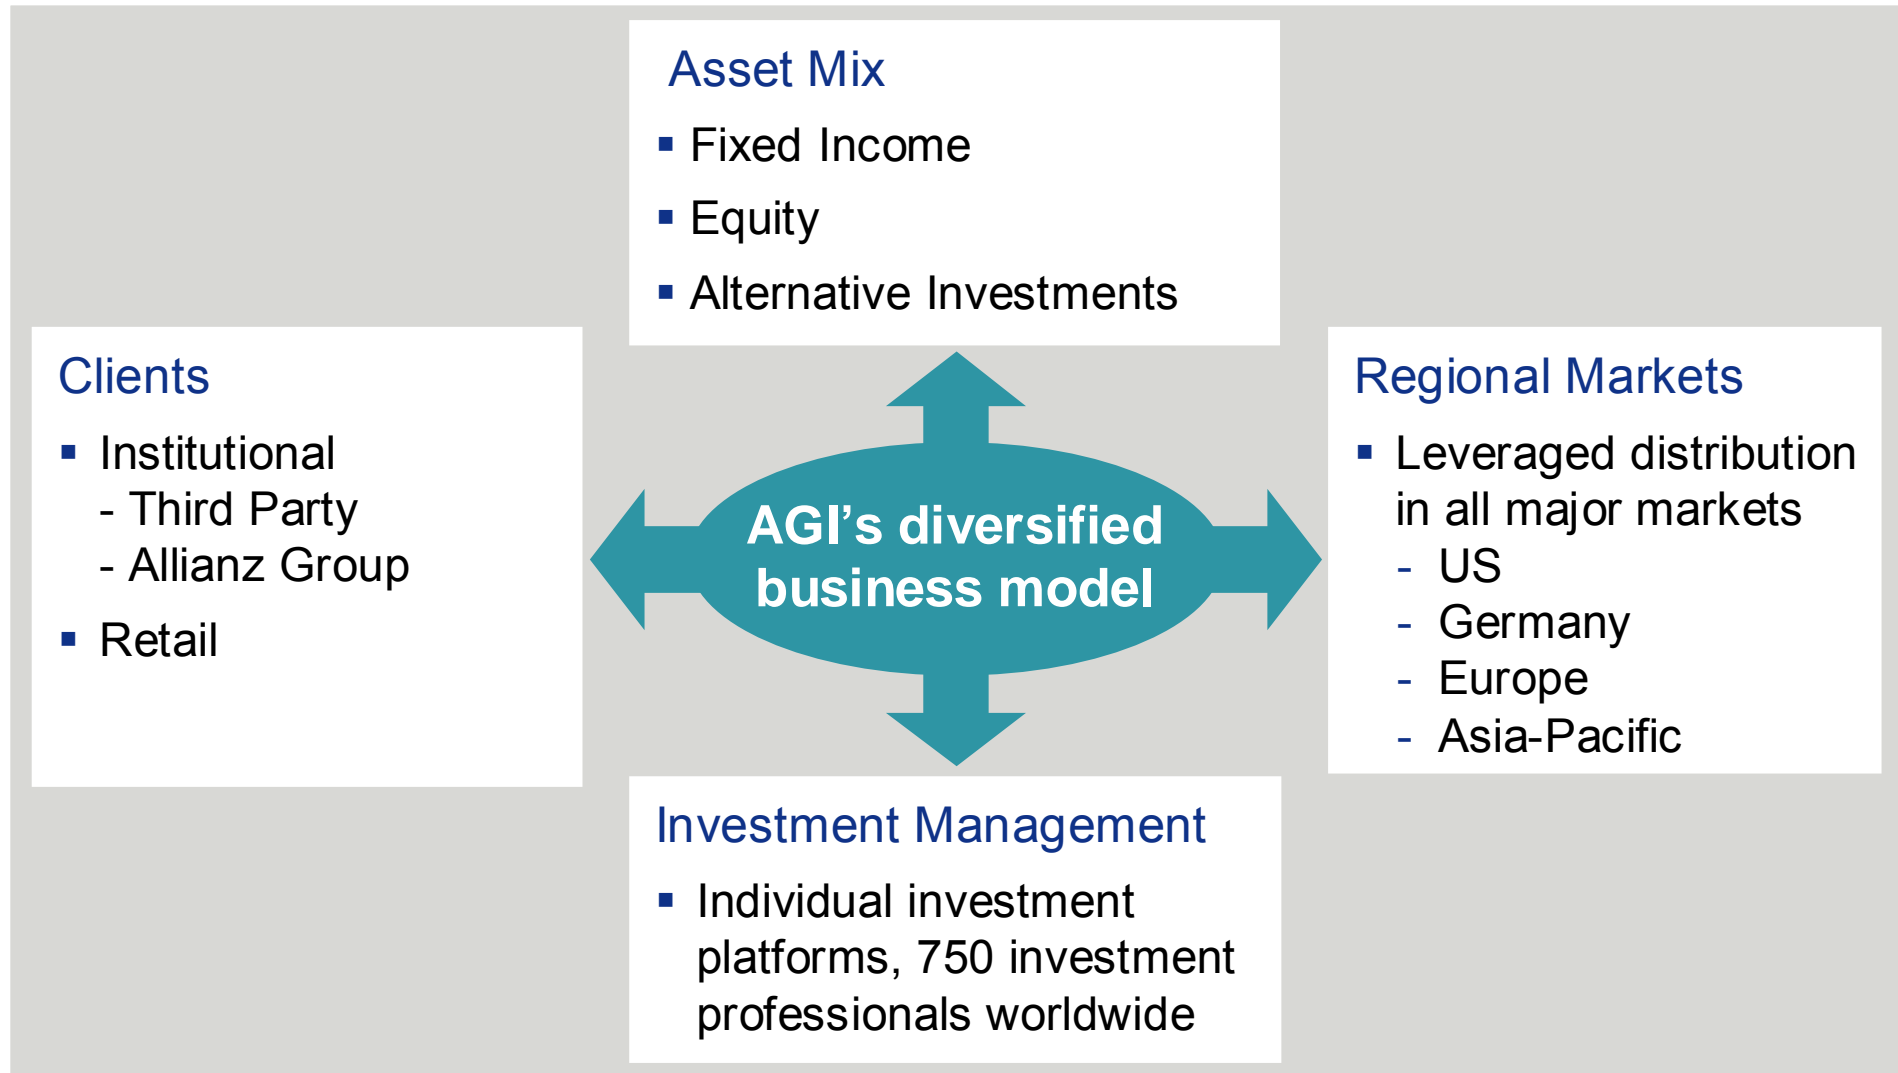 Asset Mix
▪ Fixed Income
▪ Equity
▪ Alternative Investments
Clients
▪ Institutional
- Third Party
- Allianz Group
▪ Retail
AGI’s diversified
business model
Regional Markets
▪ Leveraged distribution
in all major markets
- US
- Germany
- Europe
- Asia-Pacific
Investment Management
▪ Individual investment
platforms, 750 investment
professionals worldwide